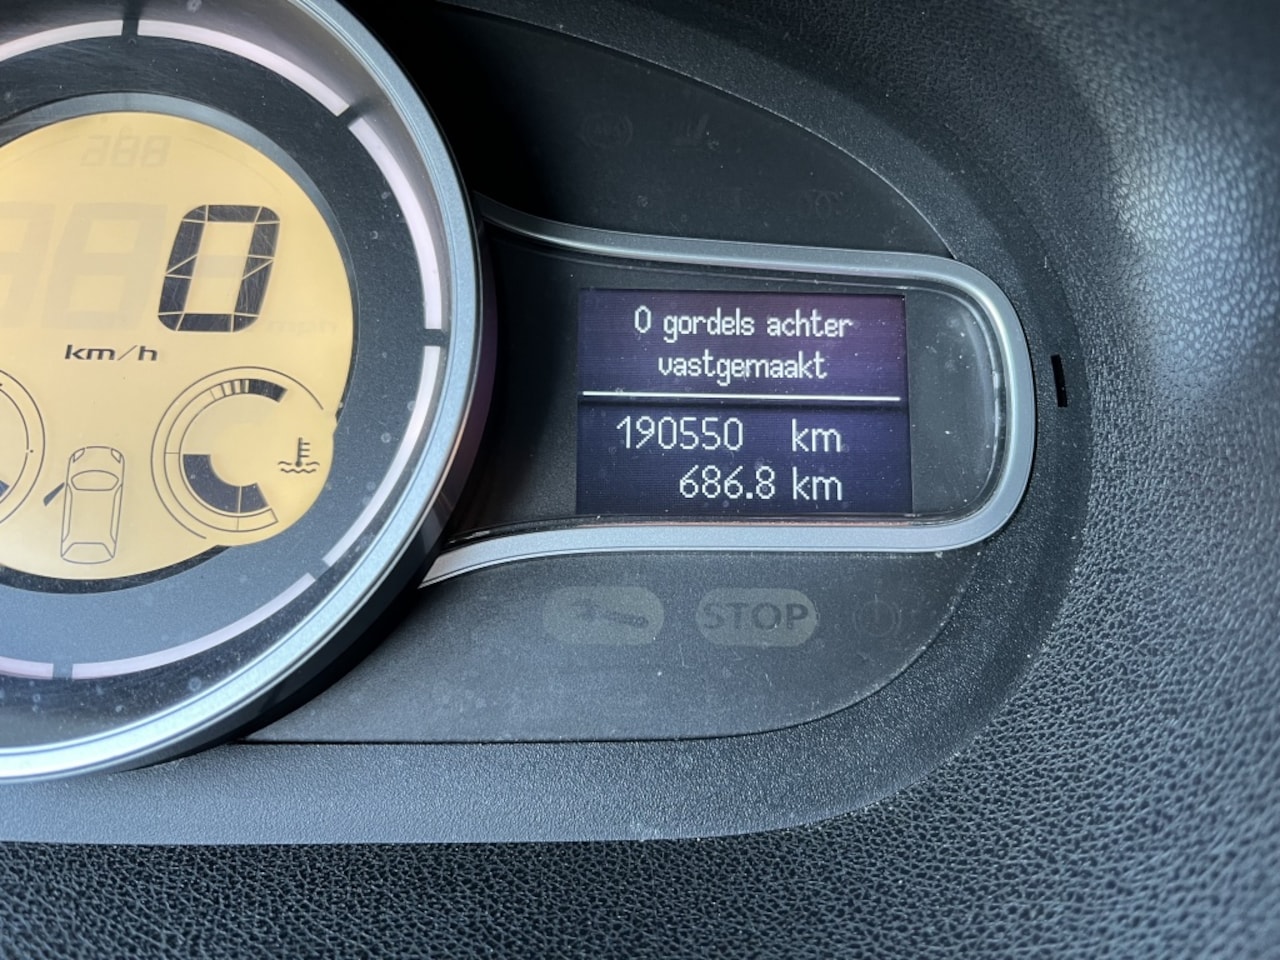 0
km/h
0 gordels achter
vastgemaakt
190550 km
686.8 km
STOP